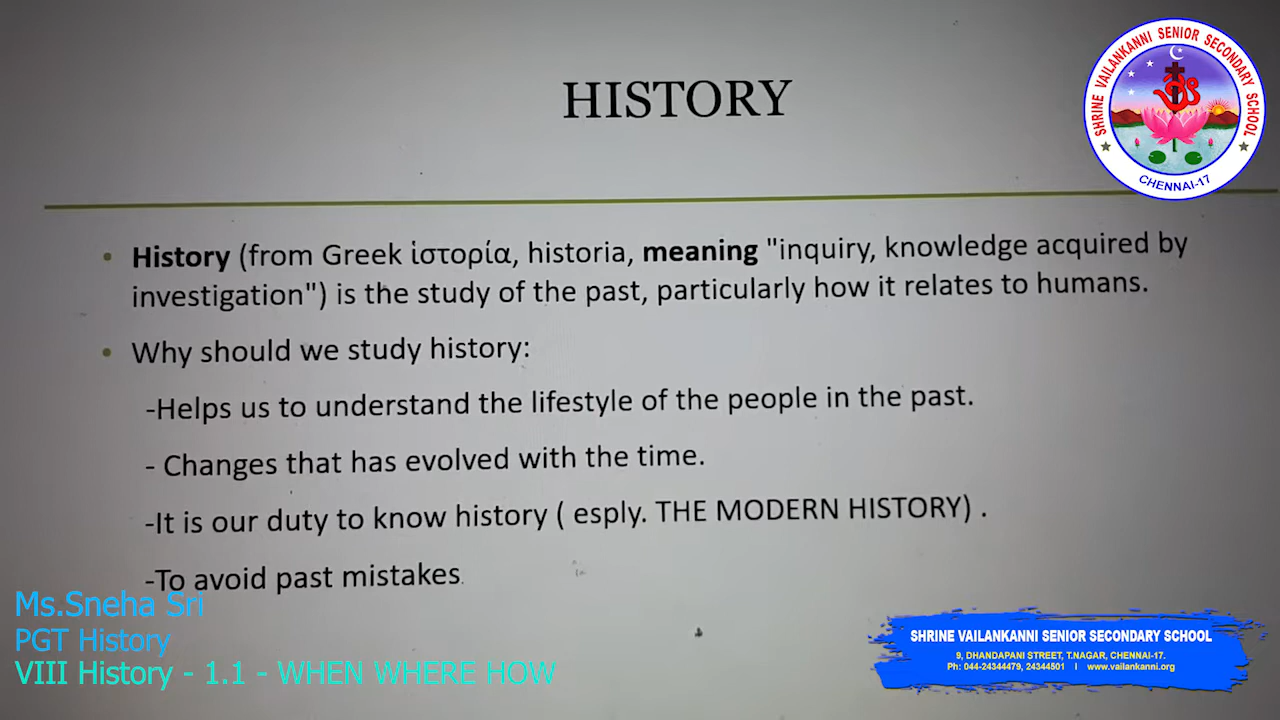 HISTORY
SHRINE VAILANKANNI SENIOR SECONDARY SCHOOL
CHENNAI-17
• History (from Greek ἱστορία, historia, meaning "inquiry, knowledge acquired by
investigation") is the study of the past, particularly how it relates to humans.
• Why should we study history:
-Helps us to understand the lifestyle of the people in the past.
- Changes that has evolved with the time.
-It is our duty to know history ( esply. THE MODERN HISTORY) .
-To avoid past mistakes.
Ms.Sneha Sri
PGT History
VIII History - 1.1 - WHEN WHERE HOW
SHRINE VAILANKANNI SENIOR SECONDARY SCHOOL
9, DHANDAPANI STREET, T.NAGAR, CHENNAI-17.
Ph: 044-24344479, 24344501 I www.vailankanni.org